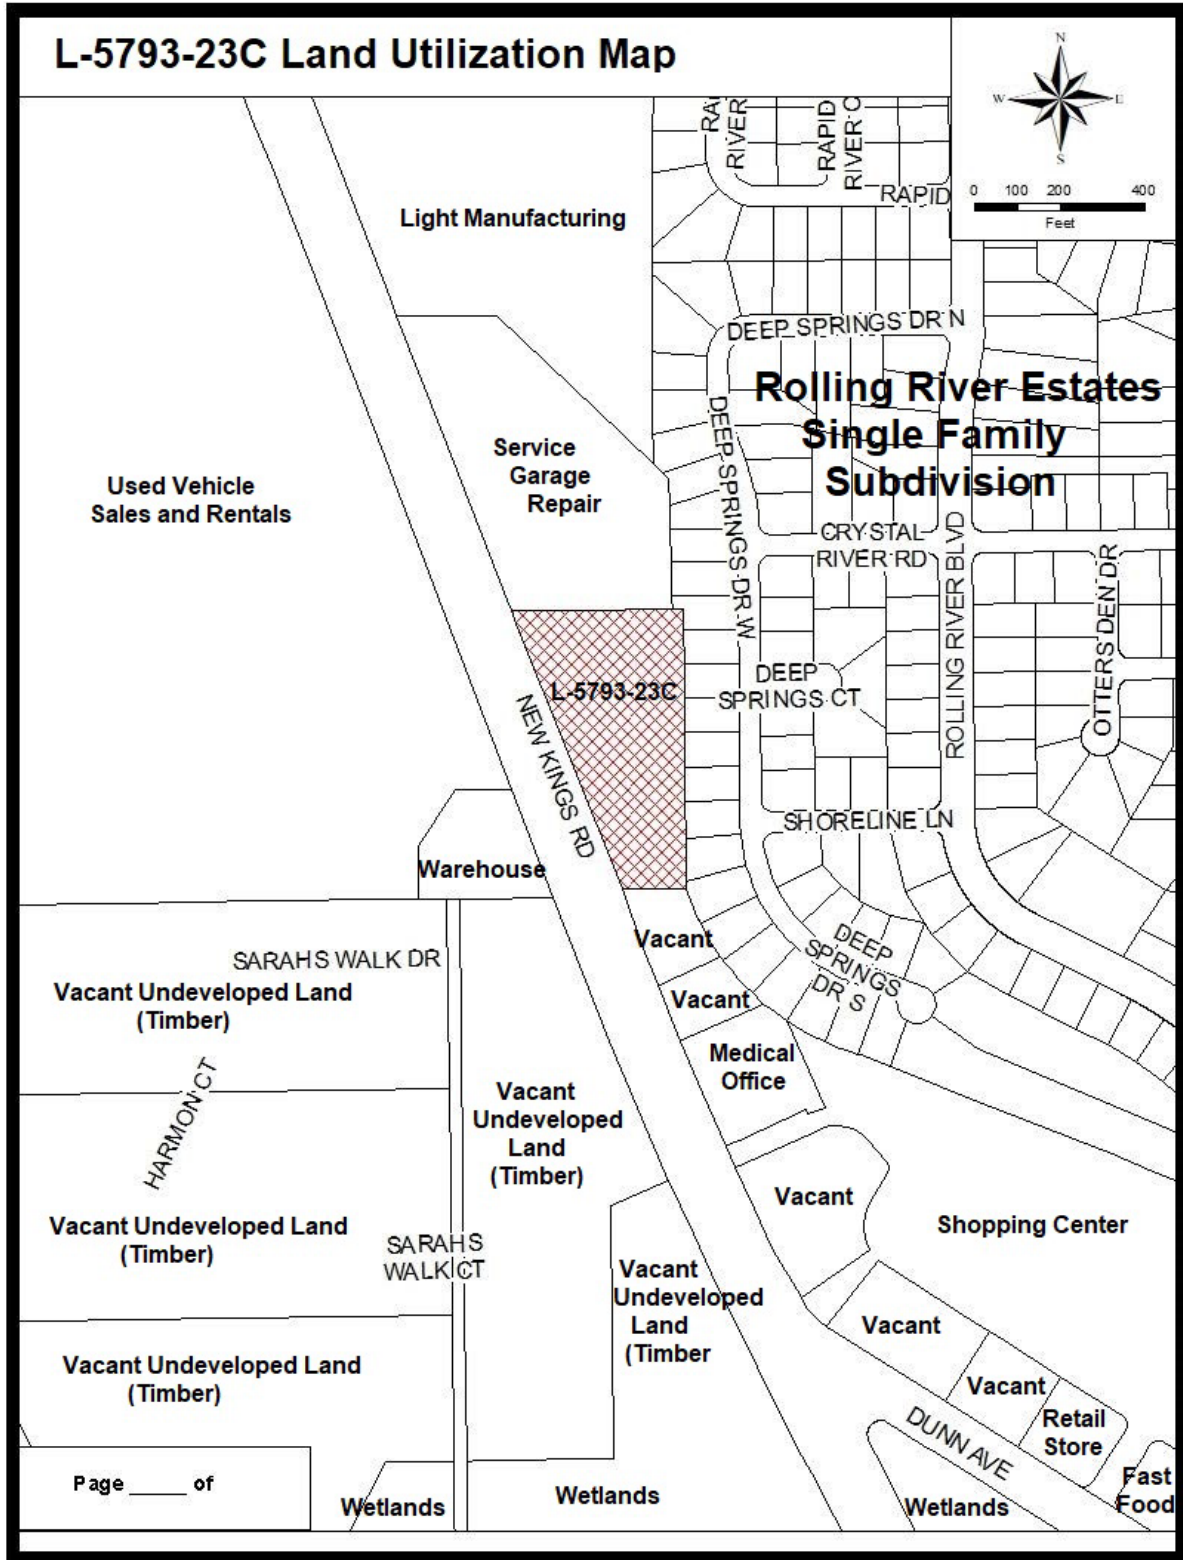 L-5793-23C Land Utilization Map
N
W
E
S
0 100 200 400
Feet
RIVER
RAPID
RIVER C
RAPID
Light Manufacturing
DEEP SPRINGS DR N
Rolling River Estates
Single Family
Subdivision
DEEP SPRINGS DR W
Service
Garage
Repair
Used Vehicle
Sales and Rentals
CRYSTAL
RIVER RD
ROLLING RIVER BLVD
OTTERS DEN DR
L-5793-23C
DEEP
SPRINGS CT
NEW KINGS RD
SHORELINE LN
Warehouse
Vacant
DEEP
SPRINGS
DR S
SARAHS WALK DR
Vacant Undeveloped Land
(Timber)
Vacant
Medical
Office
HARMON CT
Vacant
Undeveloped
Land
(Timber)
Vacant
Shopping Center
Vacant Undeveloped Land
(Timber)
SARAHS
WALK CT
Vacant
Undeveloped
Land
(Timber
Vacant
Vacant Undeveloped Land
(Timber)
Vacant
Retail
Store
DUNN AVE
Fast
Food
Page _____ of
Wetlands
Wetlands
Wetlands